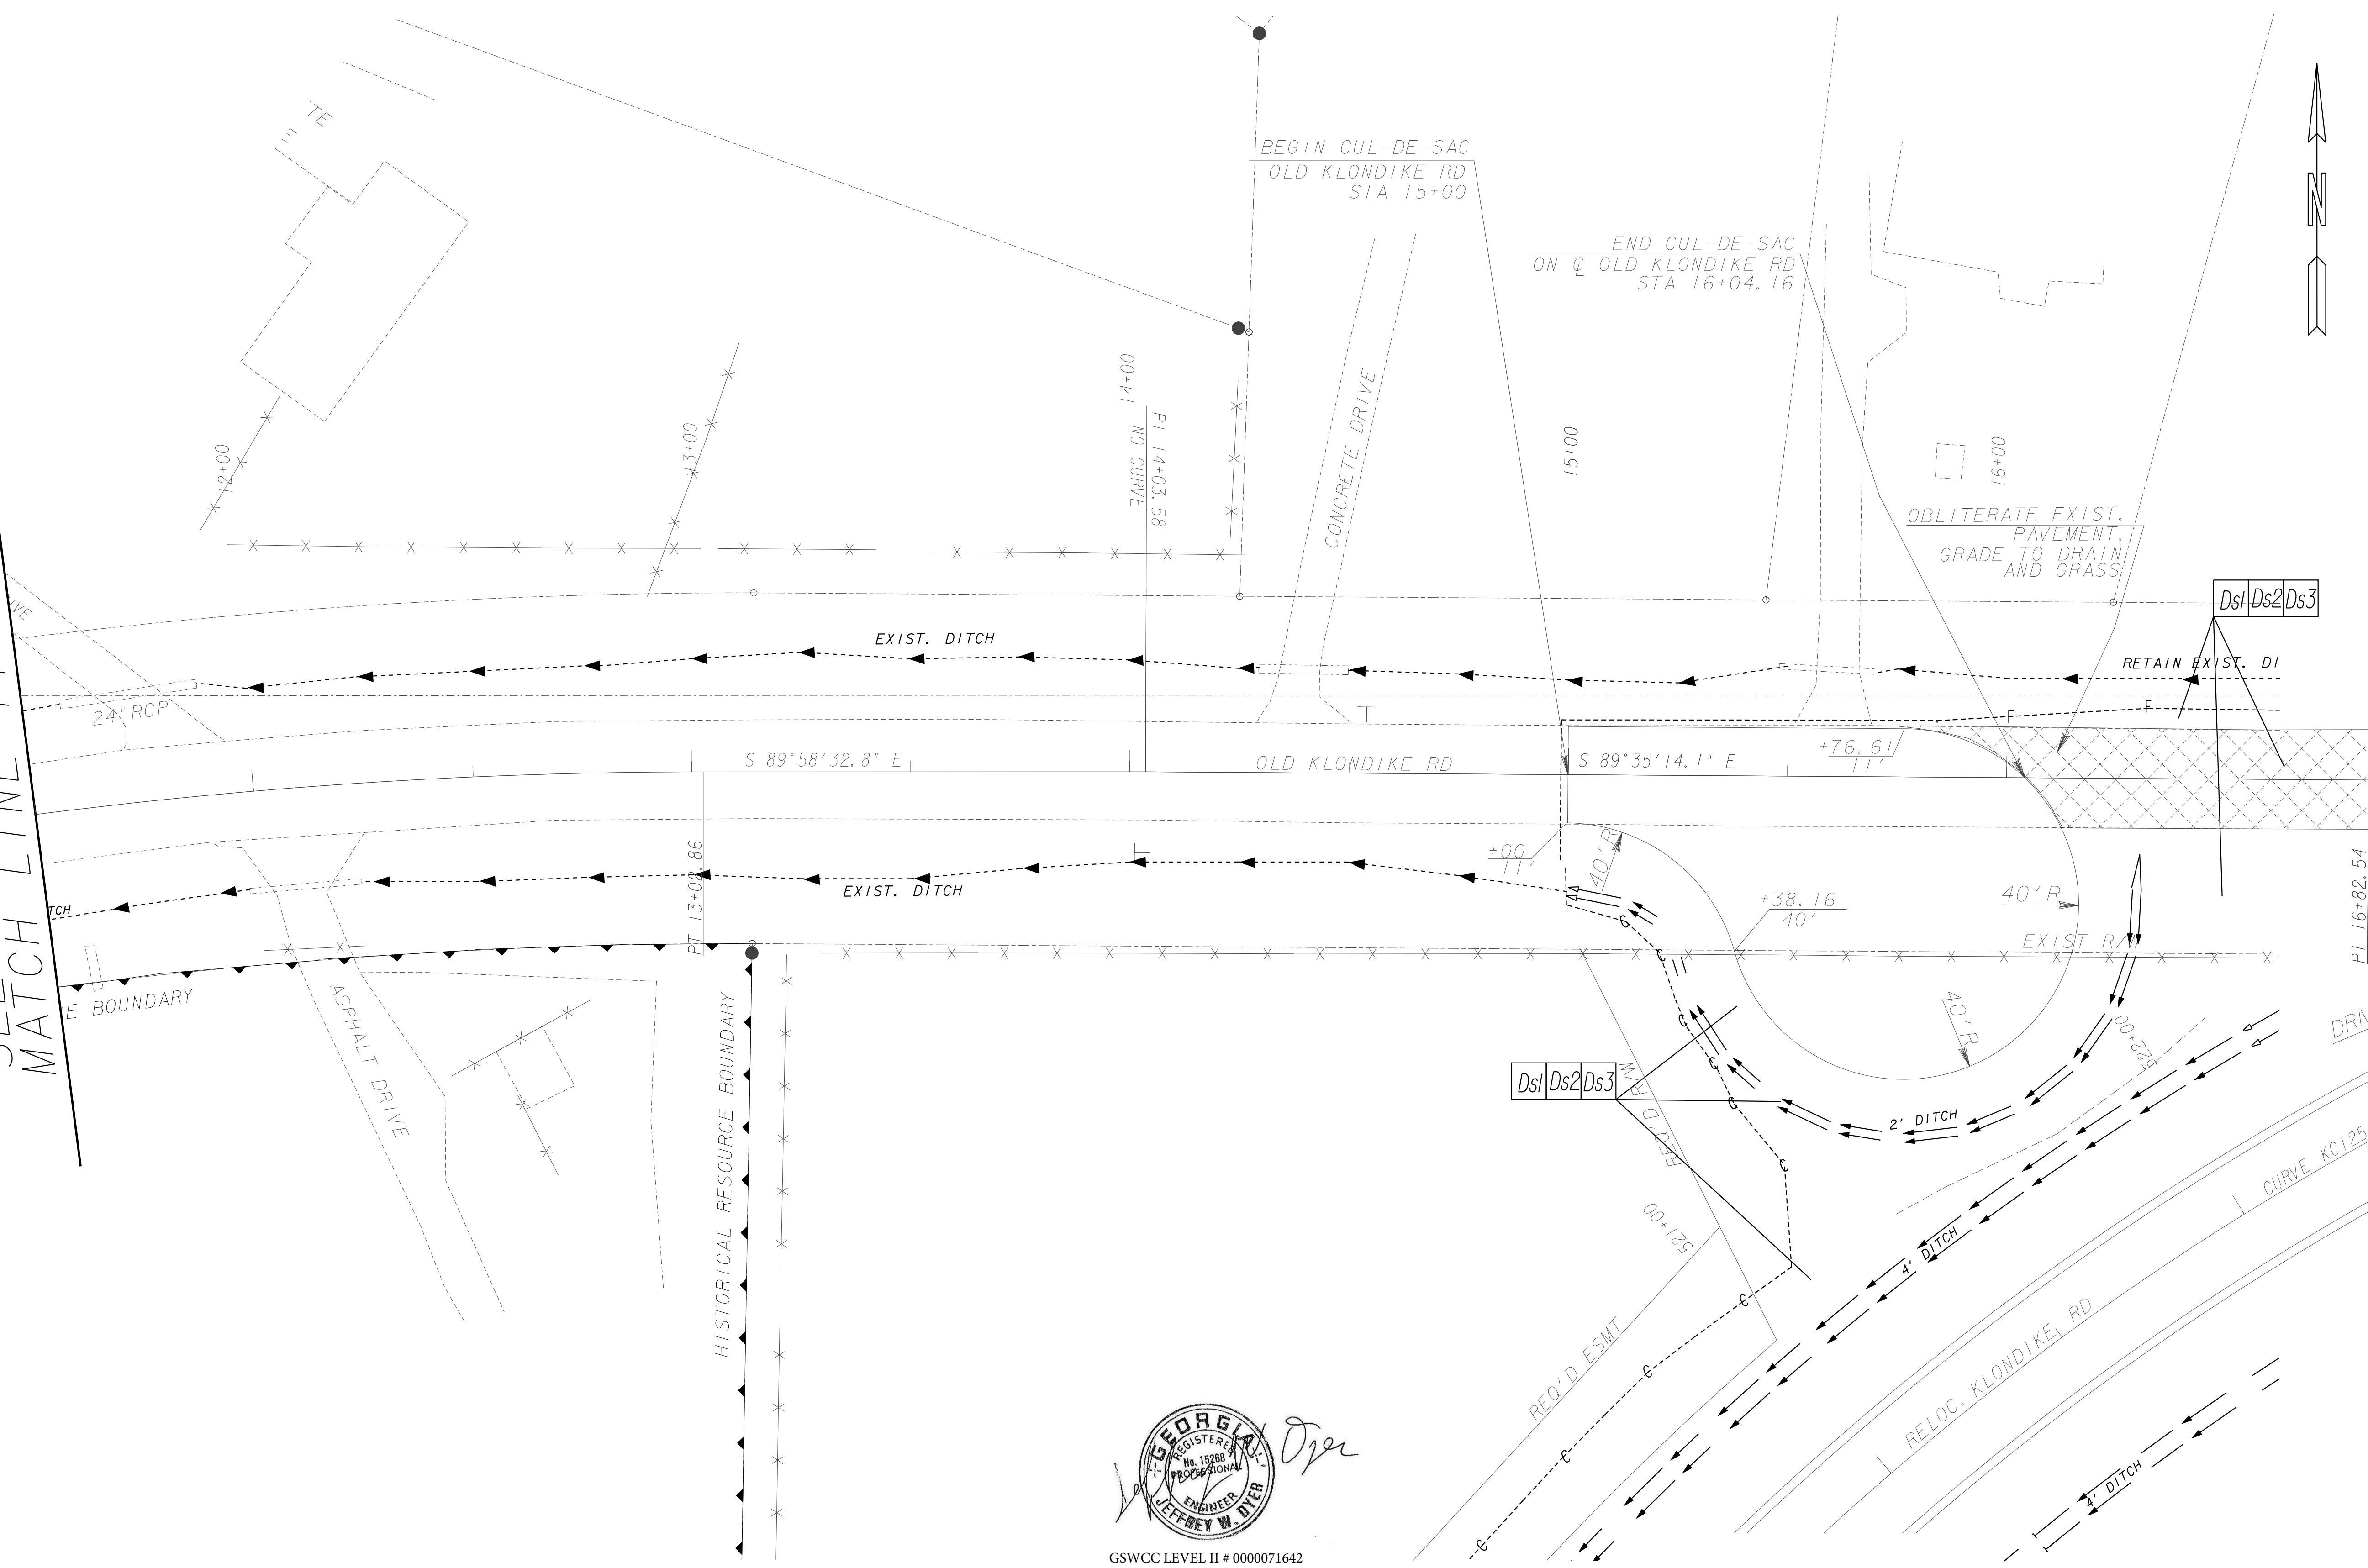 TE
BEGIN CUL-DE-SAC
OLD KLONDIKE RD
STA 15+00
END CUL-DE-SAC
ON ℄ OLD KLONDIKE RD
STA 16+04.16
N
12+00
13+00
14+00
PI 14+03.58
NO CURVE
CONCRETE DRIVE
15+00
16+00
OBLITERATE EXIST.
PAVEMENT.
GRADE TO DRAIN
AND GRASS
Ds1 Ds2 Ds3
EXIST. DITCH
RETAIN EXIST. DI
24" RCP
F
F
S 89°58'32.8" E
OLD KLONDIKE RD
S 89°35'14.1" E
+76.61
11'
MATCH LINE
PT 13+02.86
EXIST. DITCH
TCH
+00
11'
40' R
+38.16
40'
40' R
EXIST R/W
PI 16+82.54
E BOUNDARY
ASPHALT DRIVE
HISTORICAL RESOURCE BOUNDARY
40' R
522+00
Ds1 Ds2 Ds3
REQ'D R/W
2' DITCH
521+00
4' DITCH
CURVE KC125
REQ'D ESMT
RELOC. KLONDIKE RD
4' DITCH
C
C
C
C
C
C
C
C
C
C
GEORGIA
REGISTERED
No. 15268
PROFESSIONAL
ENGINEER
JEFFREY W. DYER
GSWCC LEVEL II # 0000071642